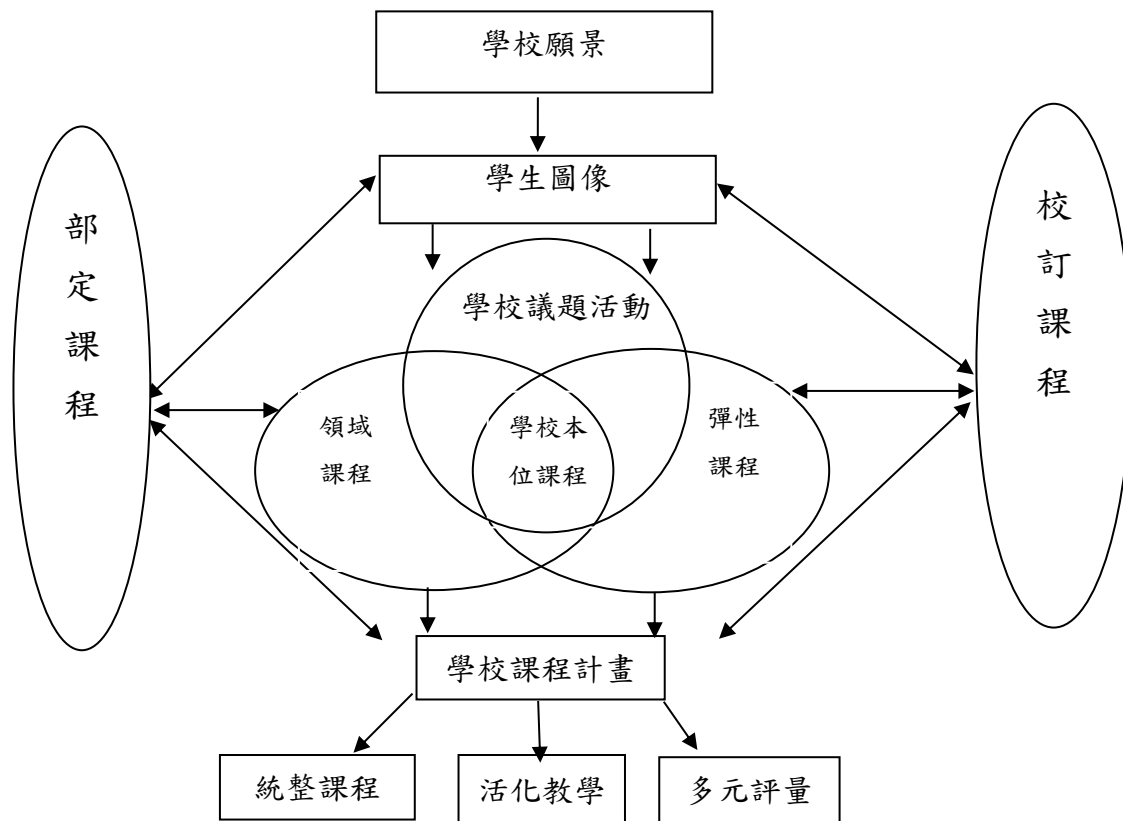 學校願景
學生圖像
部
定
課
程
校
訂
課
程
學校議題活動
領域
課程
學校本
位課程
彈性
課程
學校課程計畫
統整課程
活化教學
多元評量